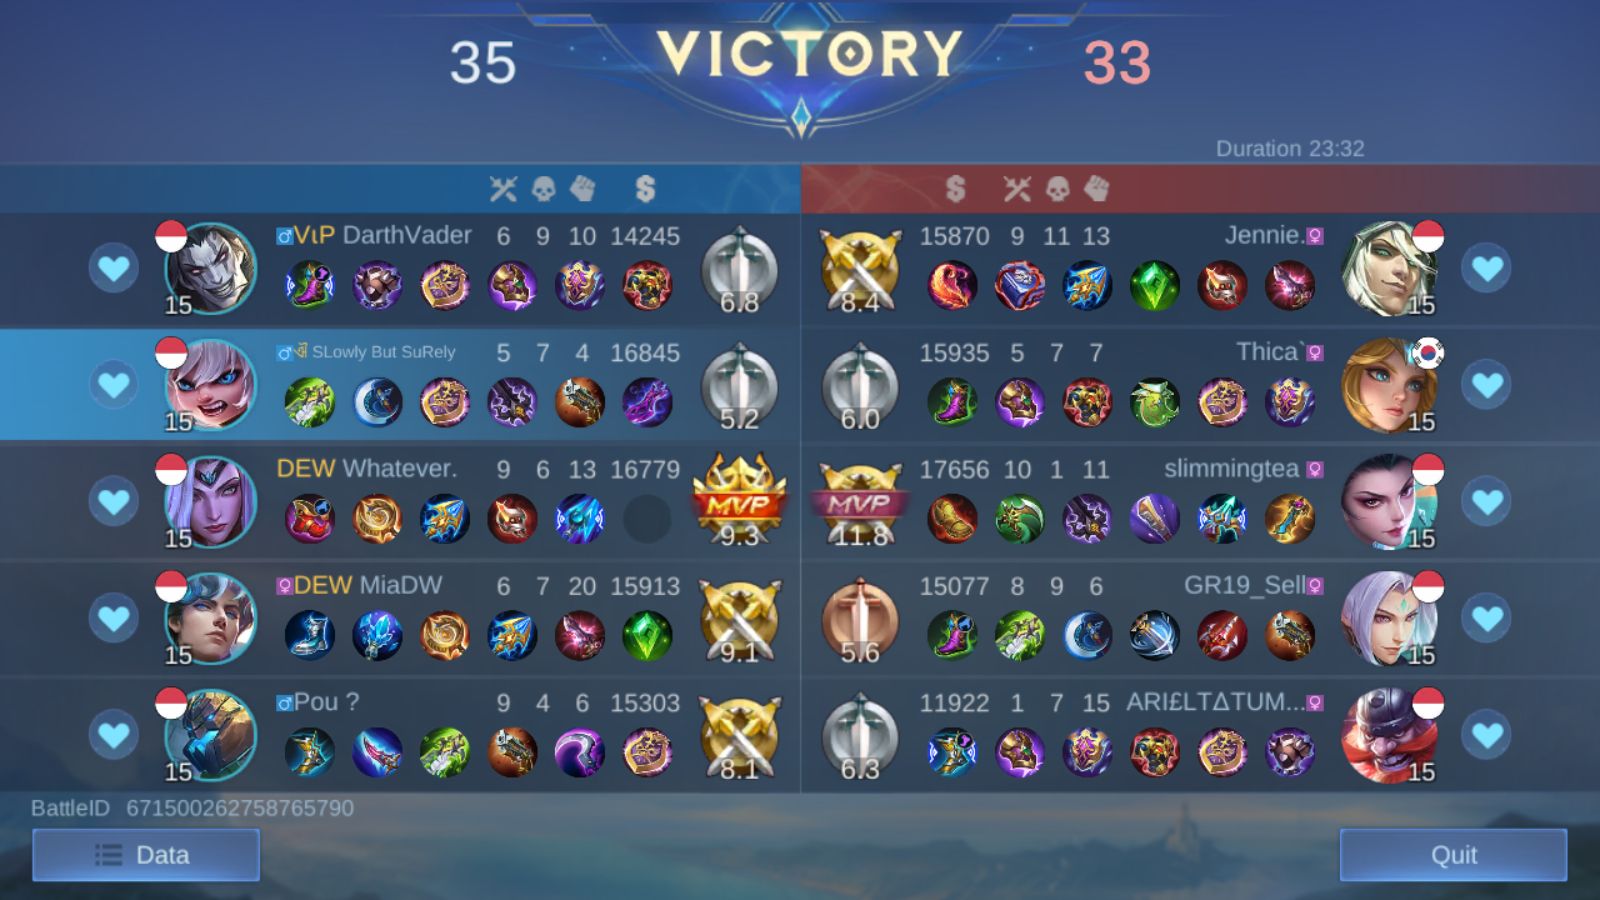 35 VICTORY 33
Duration 23:32
VιP DarthVader 6 9 10 14245 6.8 15
SLowly But SuRely 5 7 4 16845 5.2 15
DEW Whatever. 9 6 13 16779 MVP 9.3 15
DEW MiaDW 6 7 20 15913 9.1 15
Pou ? 9 4 6 15303 8.1 15
8.4 15870 9 11 13 Jennie. 15
6.0 15935 5 7 7 Thica` 15
MVP 11.8 17656 10 1 11 slimmingtea 15
5.6 15077 8 9 6 GR19_Sell 15
6.3 11922 1 7 15 ARI£LTΔTUM... 15
BattleID 671500262758765790
Data
Quit